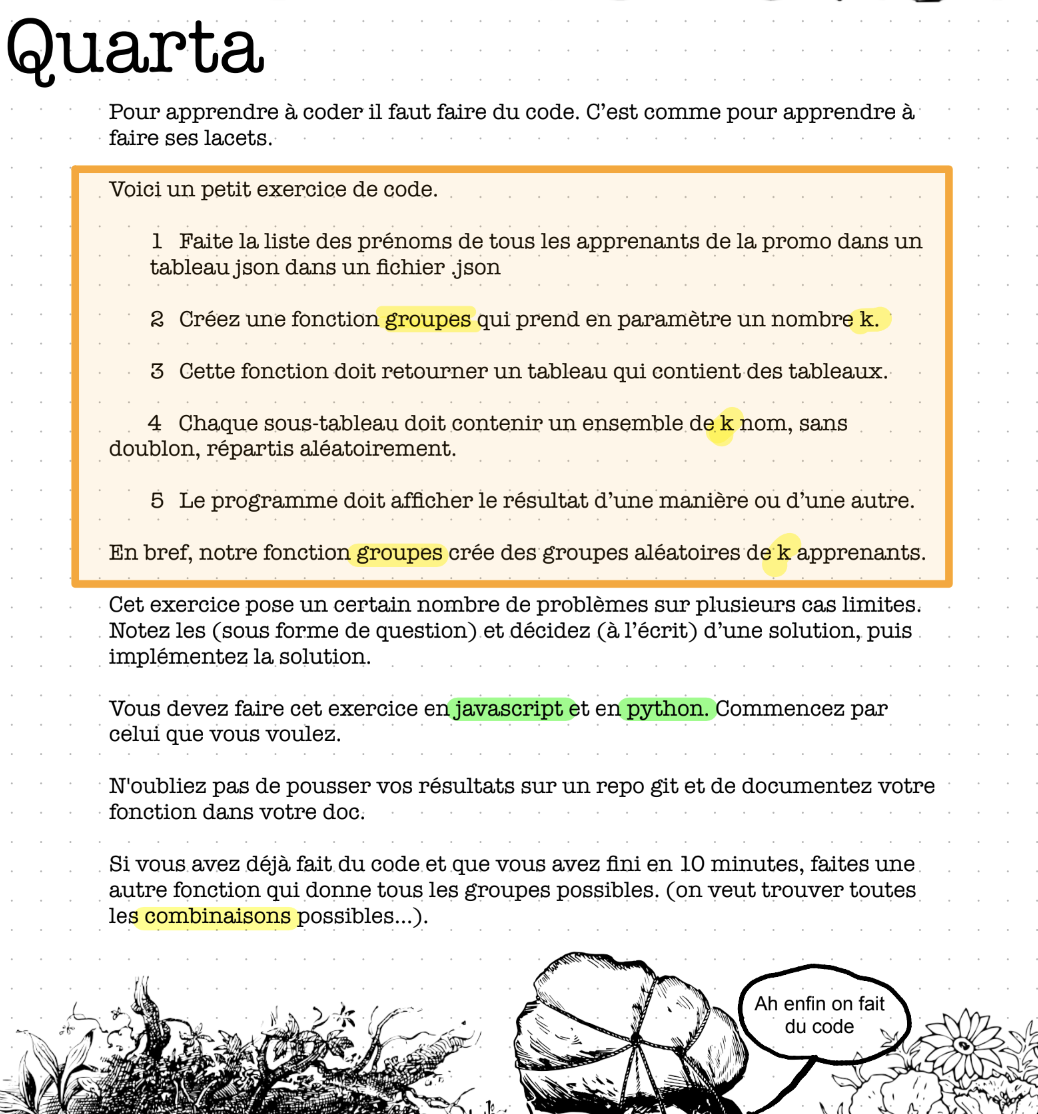 Quarta
Pour apprendre à coder il faut faire du code. C'est comme pour apprendre à
faire ses lacets.
Voici un petit exercice de code.
1 Faite la liste des prénoms de tous les apprenants de la promo dans un
tableau json dans un fichier .json
2 Créez une fonction groupes qui prend en paramètre un nombre k.
3 Cette fonction doit retourner un tableau qui contient des tableaux.
4 Chaque sous-tableau doit contenir un ensemble de k nom, sans
doublon, répartis aléatoirement.
5 Le programme doit afficher le résultat d'une manière ou d'une autre.
En bref, notre fonction groupes crée des groupes aléatoires de k apprenants.
Cet exercice pose un certain nombre de problèmes sur plusieurs cas limites.
Notez les (sous forme de question) et décidez (à l'écrit) d'une solution, puis
implémentez la solution.
Vous devez faire cet exercice en javascript et en python. Commencez par
celui que vous voulez.
N'oubliez pas de pousser vos résultats sur un repo git et de documentez votre
fonction dans votre doc.
Si vous avez déjà fait du code et que vous avez fini en 10 minutes, faites une
autre fonction qui donne tous les groupes possibles. (on veut trouver toutes
les combinaisons possibles...).
Ah enfin on fait
du code